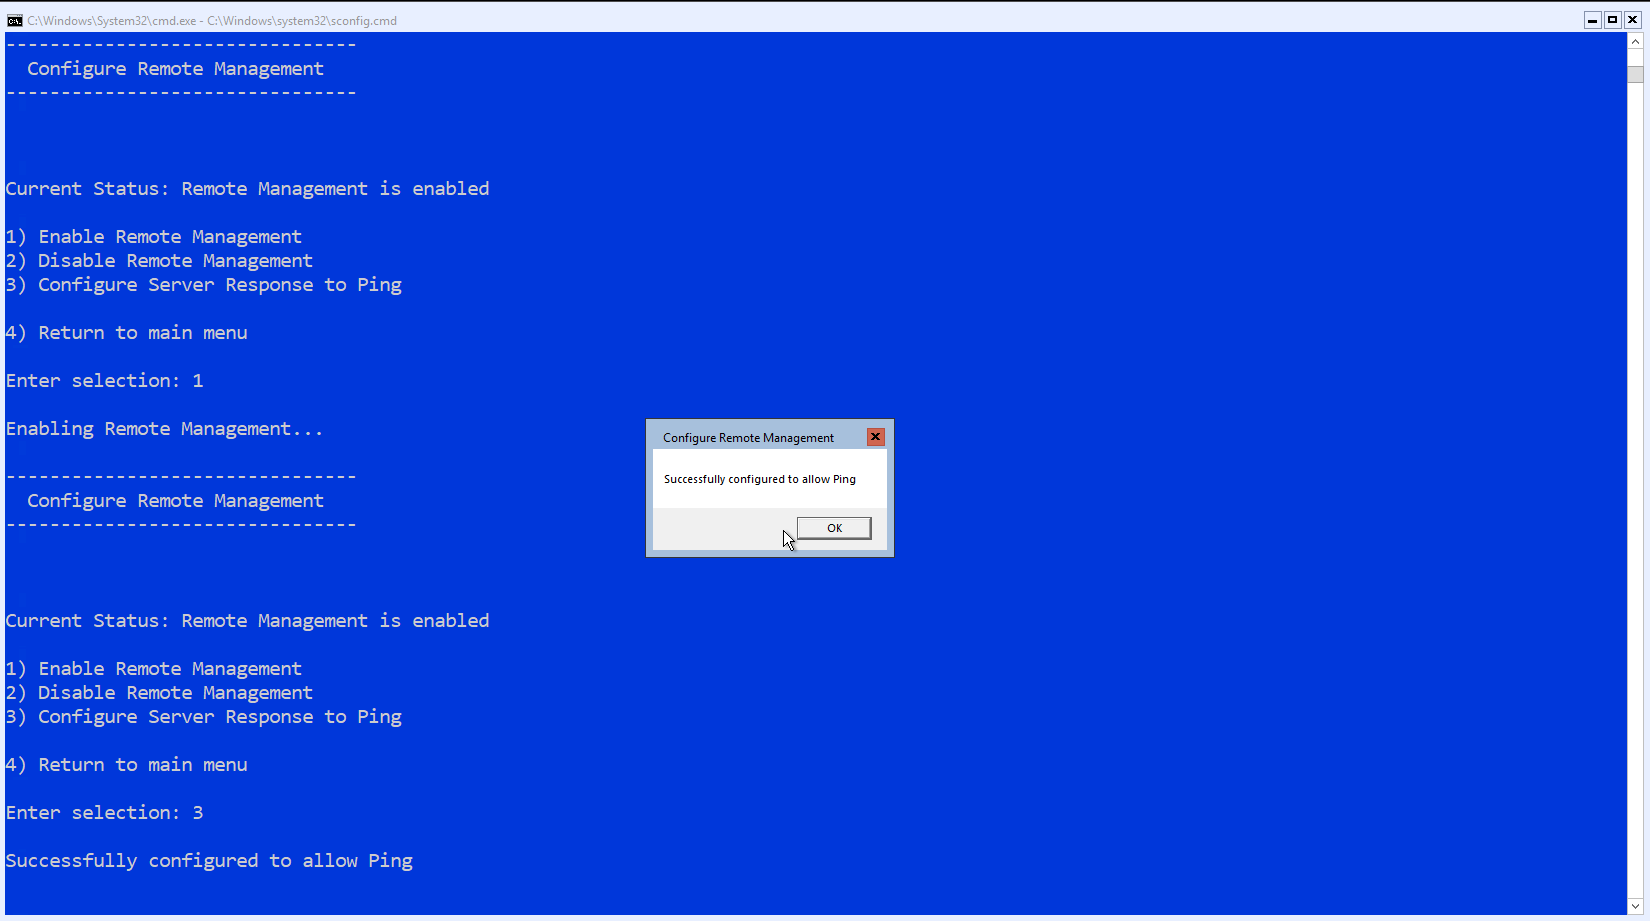 C:\Windows\System32\cmd.exe - C:\Windows\system32\sconfig.cmd
--------------------------------
  Configure Remote Management
--------------------------------
Current Status: Remote Management is enabled
1) Enable Remote Management
2) Disable Remote Management
3) Configure Server Response to Ping
4) Return to main menu
Enter selection: 1
Enabling Remote Management...
--------------------------------
  Configure Remote Management
--------------------------------
Current Status: Remote Management is enabled
1) Enable Remote Management
2) Disable Remote Management
3) Configure Server Response to Ping
4) Return to main menu
Enter selection: 3
Successfully configured to allow Ping
Configure Remote Management
Successfully configured to allow Ping
OK